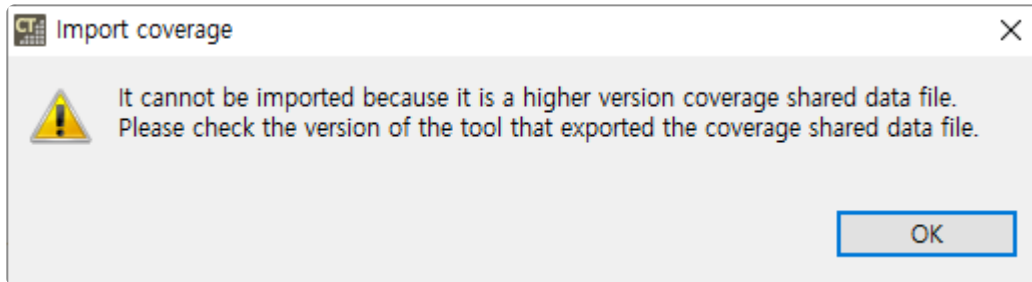 CT
Import coverage
It cannot be imported because it is a higher version coverage shared data file.
Please check the version of the tool that exported the coverage shared data file.
OK